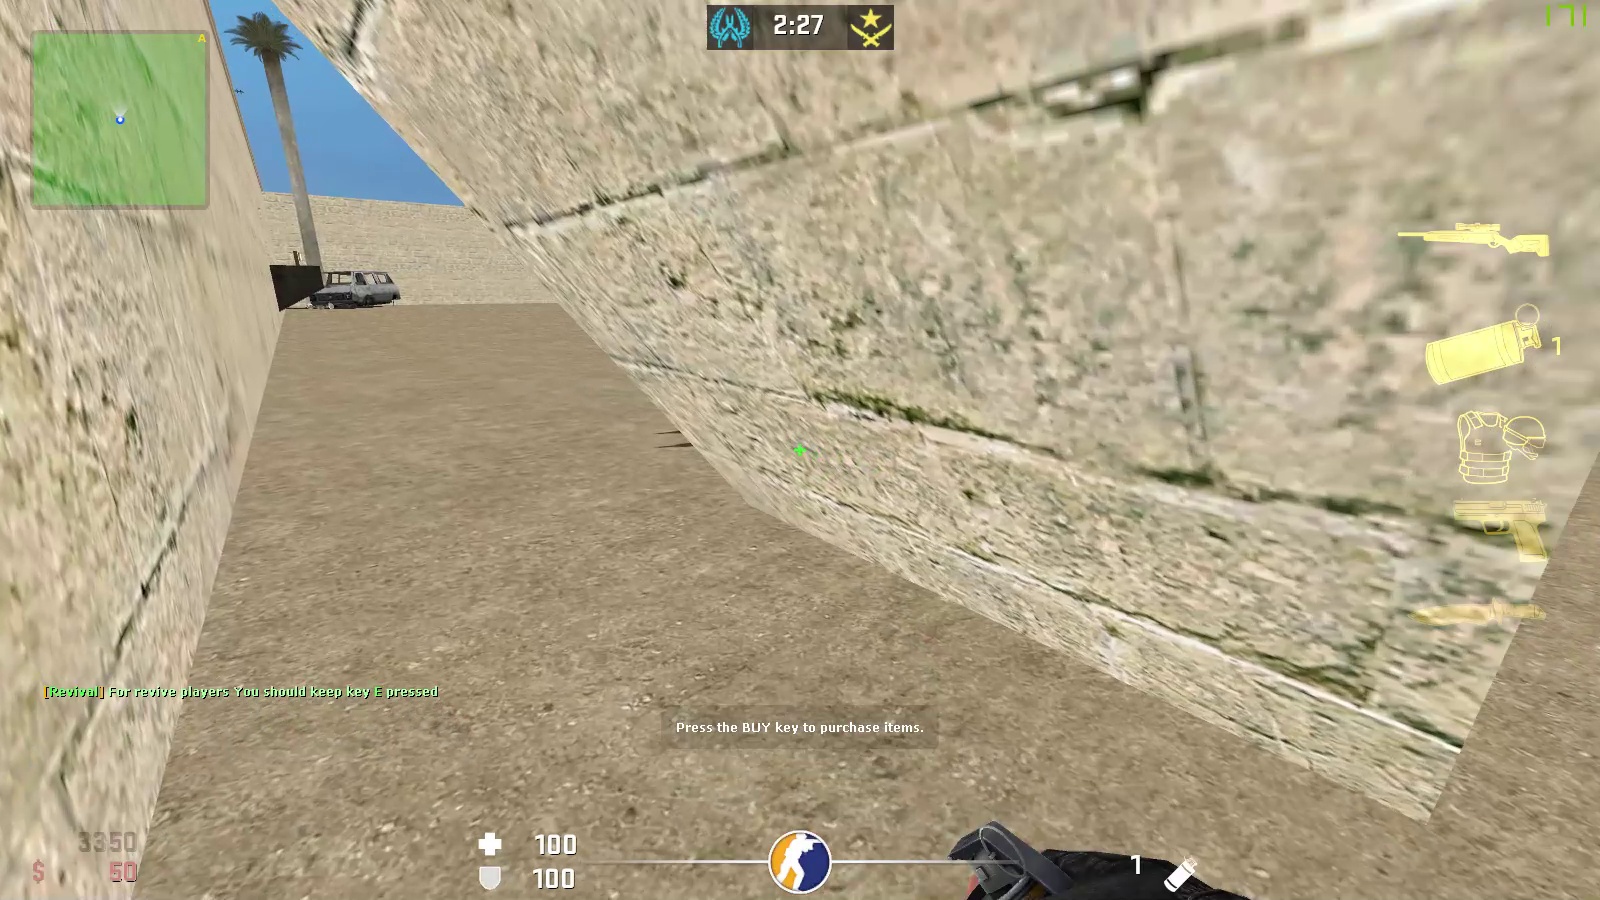 2:27
171
A
1
[Revival] For revive players You should keep key E pressed
Press the BUY key to purchase items.
3350
$ 50
100
100
1